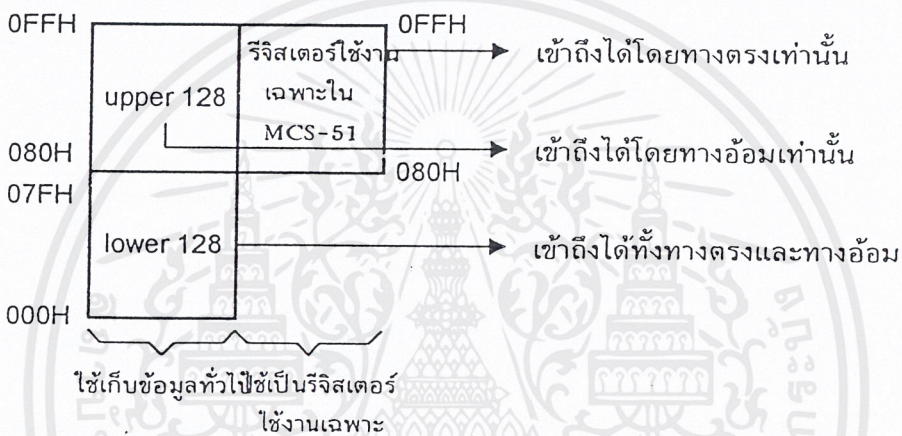 0FFH
0FFH
รีจิสเตอร์ใช้งาน
เฉพาะใน
MCS-51
เข้าถึงได้โดยทางตรงเท่านั้น
upper 128
080H
080H
เข้าถึงได้โดยทางอ้อมเท่านั้น
07FH
lower 128
เข้าถึงได้ทั้งทางตรงและทางอ้อม
000H
ใช้เก็บข้อมูลทั่วไป
ใช้เป็นรีจิสเตอร์
ใช้งานเฉพาะ